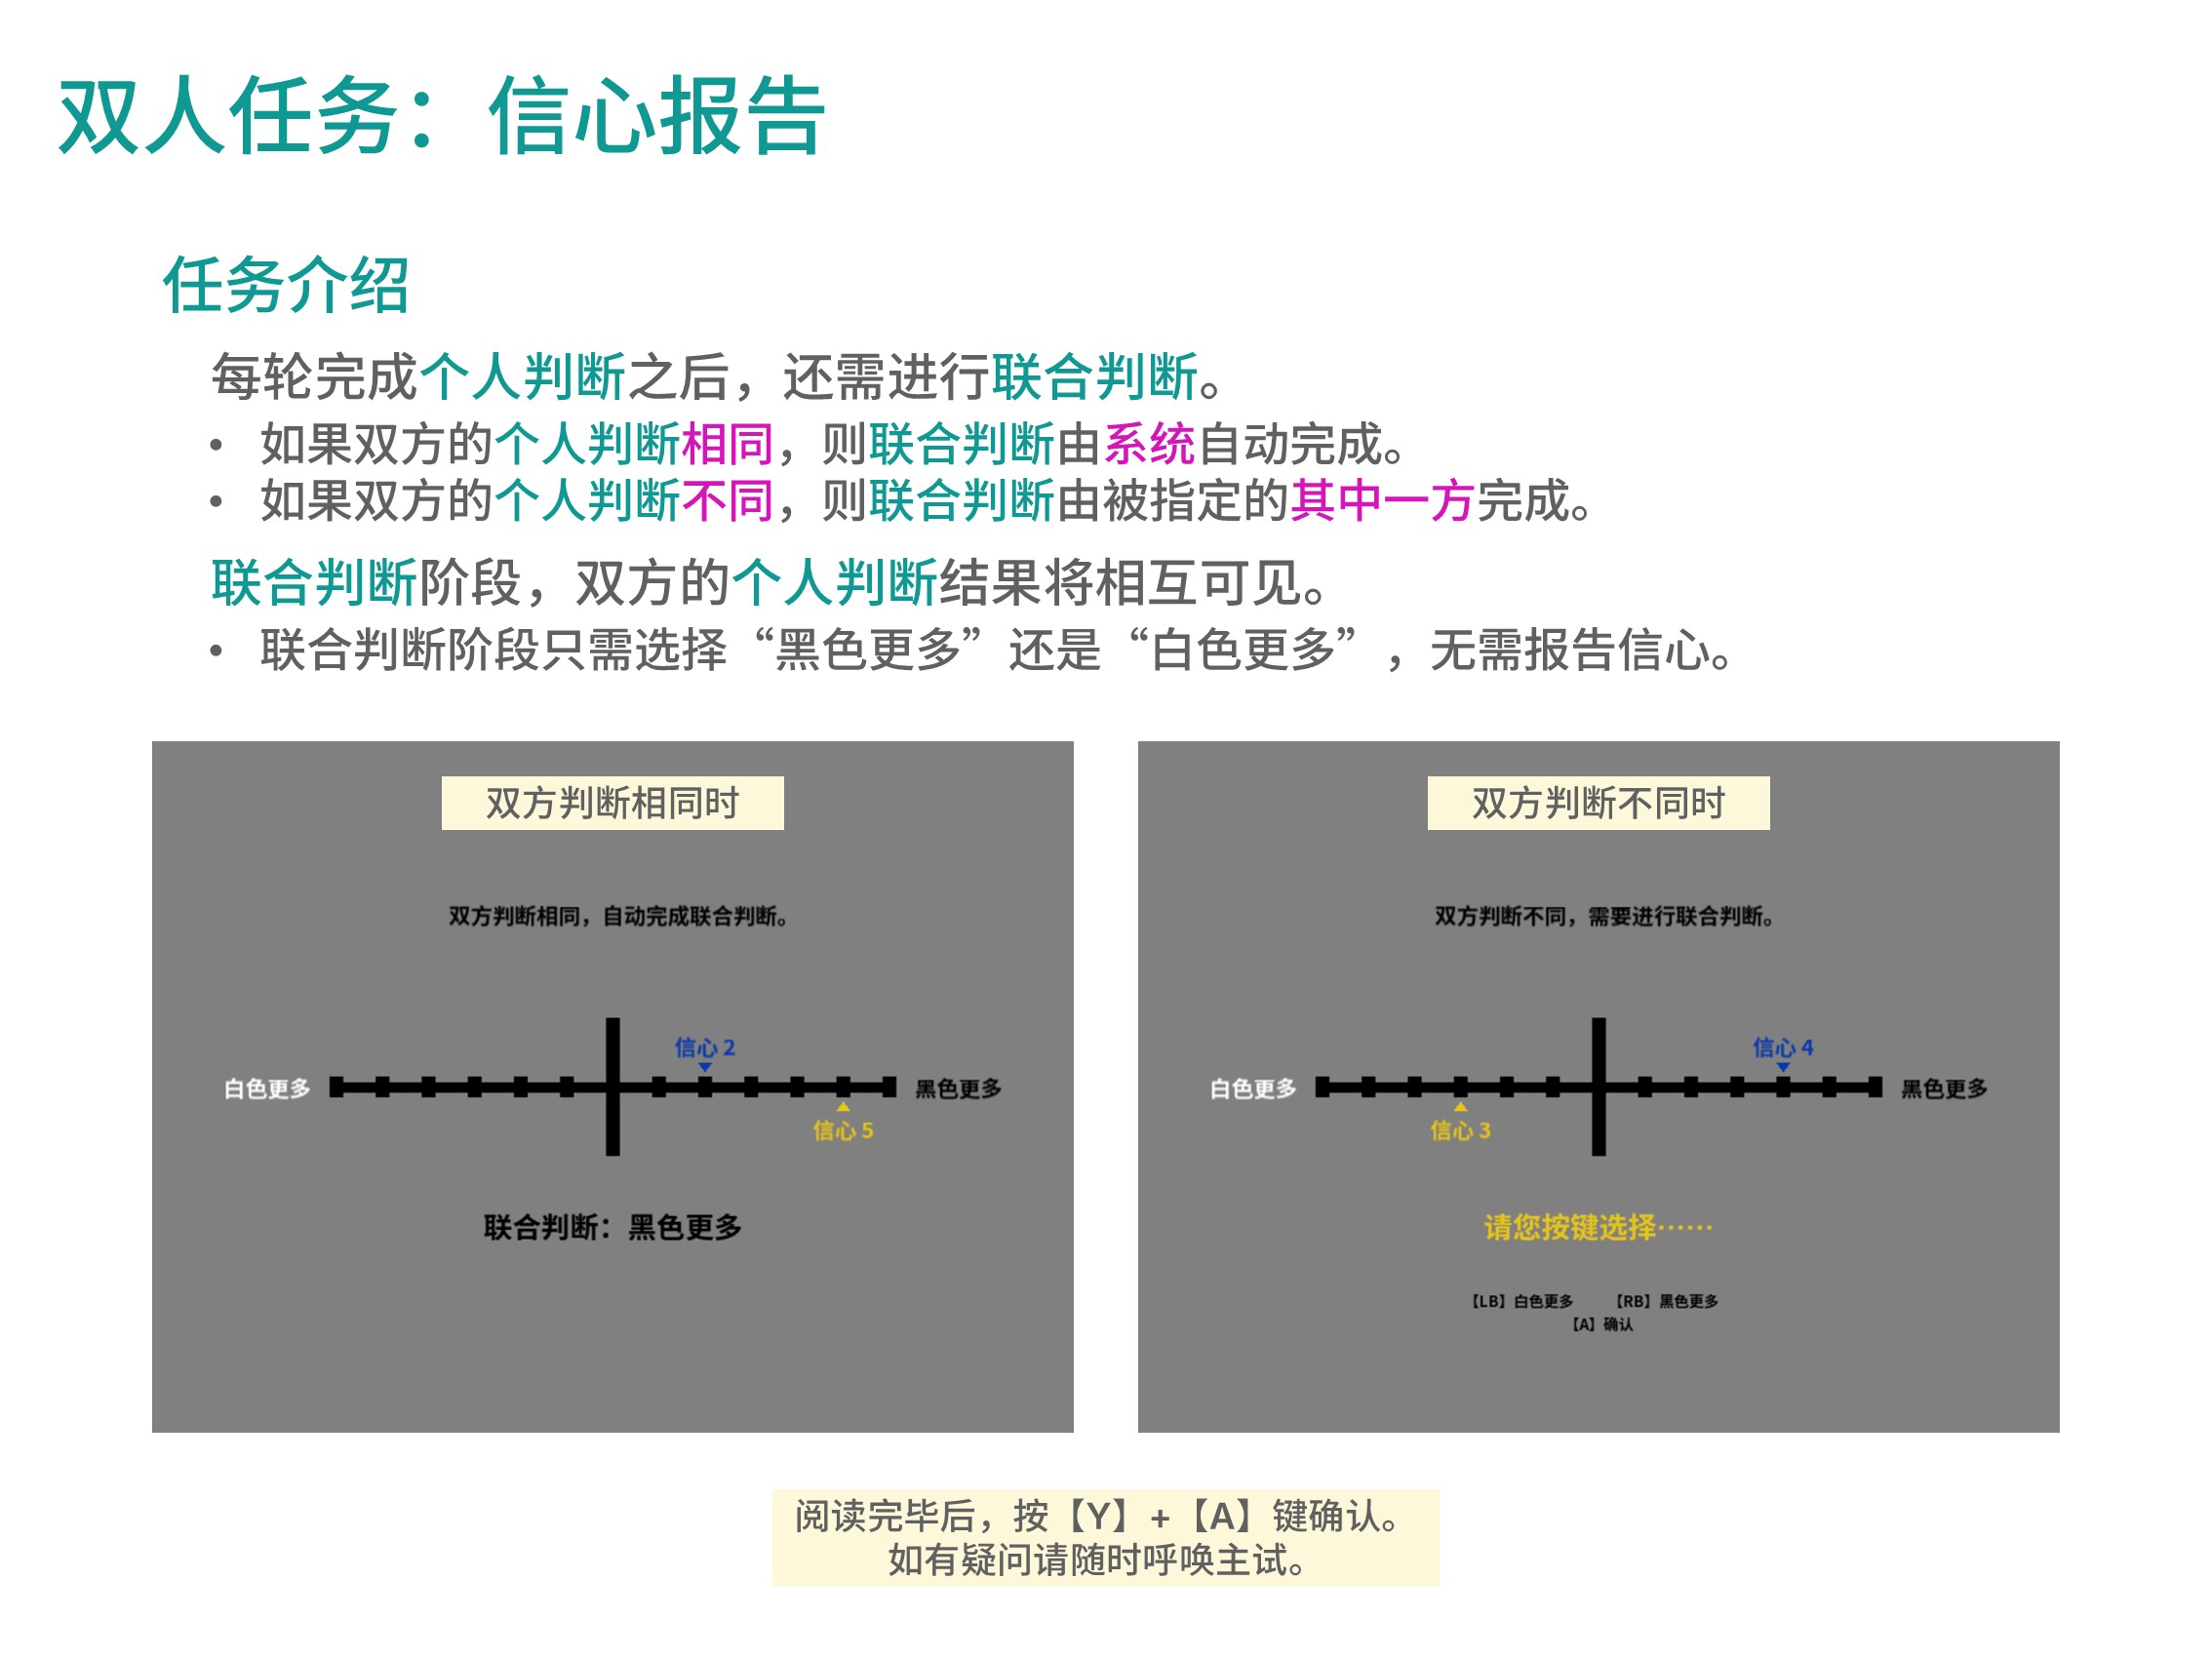 双人任务：信心报告
任务介绍
每轮完成个人判断之后，还需进行联合判断。
• 如果双方的个人判断相同，则联合判断由系统自动完成。
• 如果双方的个人判断不同，则联合判断由被指定的其中一方完成。
联合判断阶段，双方的个人判断结果将相互可见。
• 联合判断阶段只需选择“黑色更多”还是“白色更多”，无需报告信心。
双方判断相同时
双方判断相同，自动完成联合判断。
信心 2
白色更多
黑色更多
信心 5
联合判断：黑色更多
双方判断不同时
双方判断不同，需要进行联合判断。
信心 4
白色更多
黑色更多
信心 3
请您按键选择……
【LB】白色更多 【RB】黑色更多
【A】确认
阅读完毕后，按【Y】+【A】键确认。
如有疑问请随时呼唤主试。